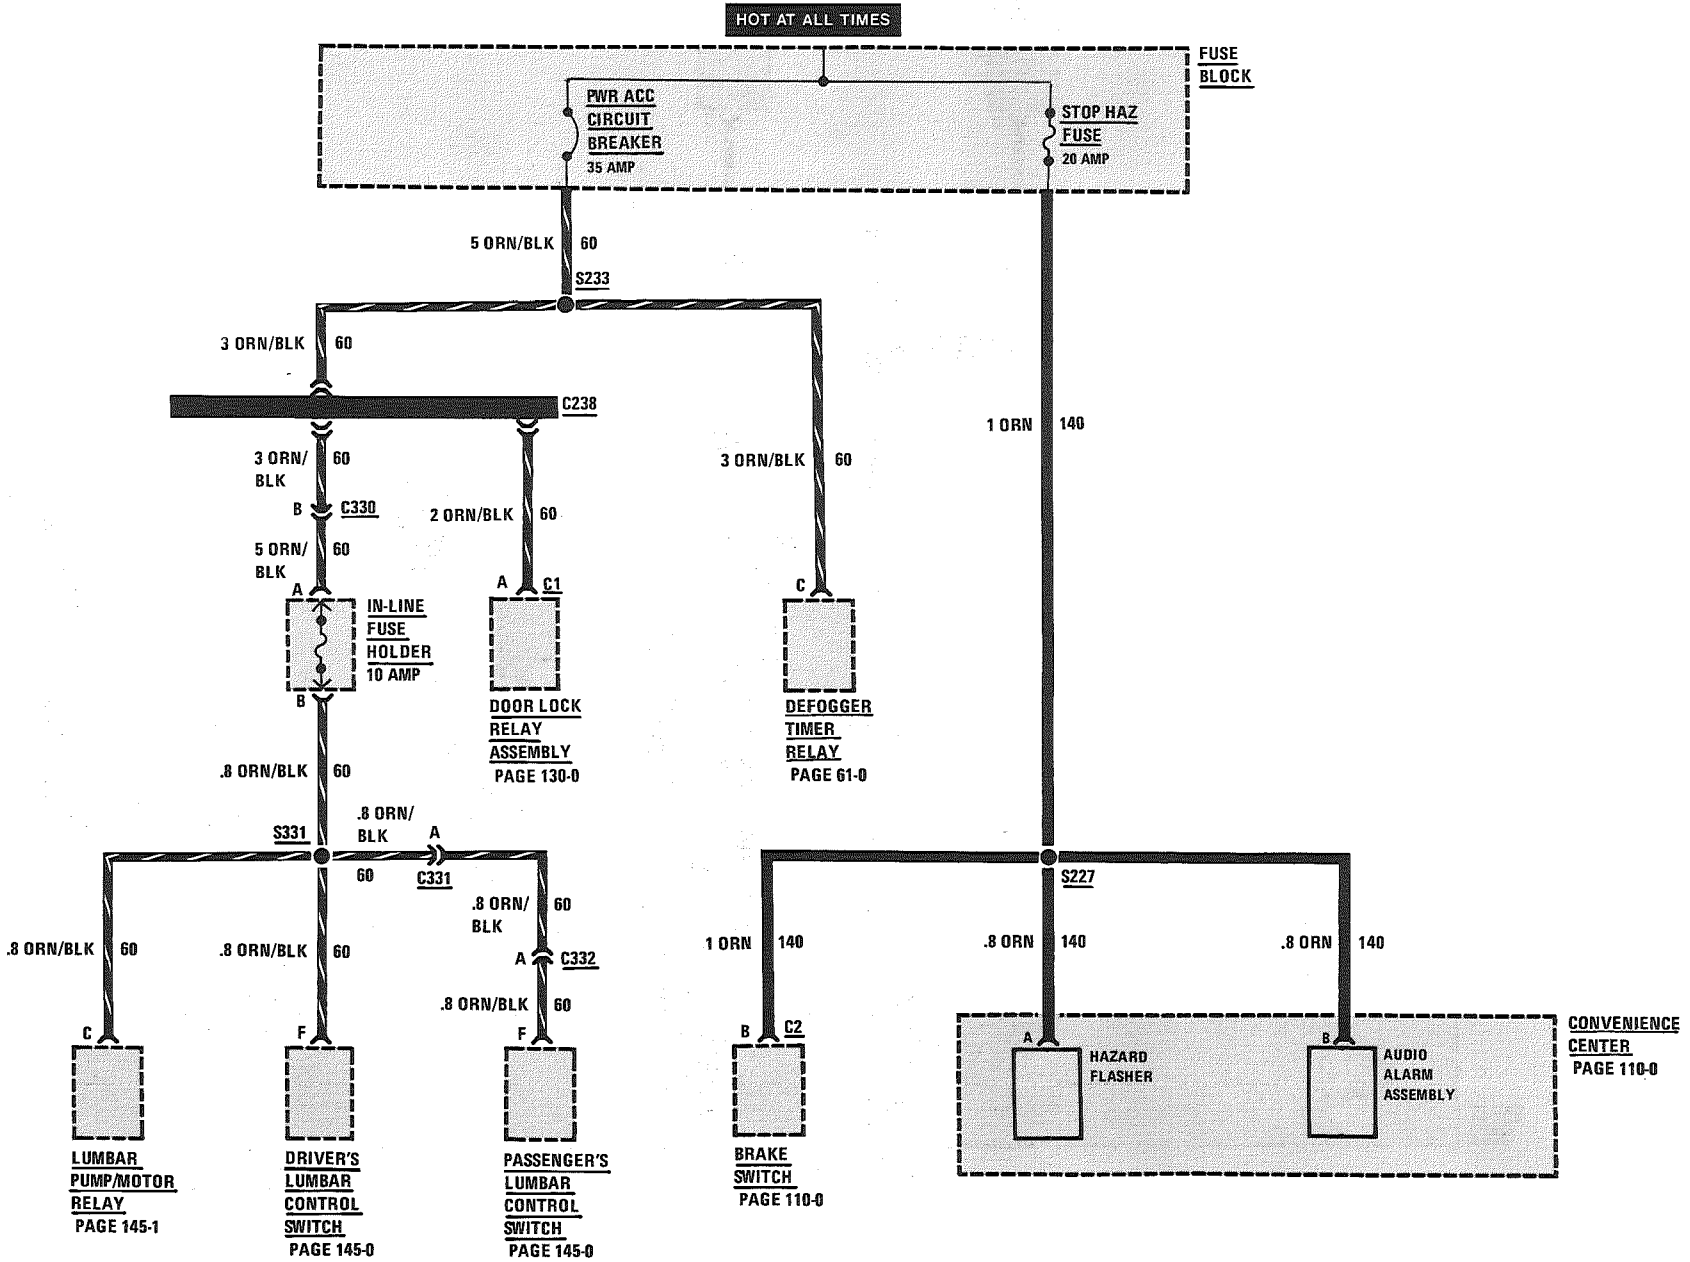 HOT AT ALL TIMES
FUSE
BLOCK
PWR ACC
CIRCUIT
BREAKER
35 AMP
STOP HAZ
FUSE
20 AMP
5 ORN/BLK 60
S233
3 ORN/BLK 60
C238
1 ORN 140
3 ORN/
BLK
60
B C330
2 ORN/BLK 60
3 ORN/BLK 60
5 ORN/
BLK
60
A
IN-LINE
FUSE
HOLDER
10 AMP
B
A C1
DOOR LOCK
RELAY
ASSEMBLY
PAGE 130-0
C
DEFOGGER
TIMER
RELAY
PAGE 61-0
.8 ORN/BLK 60
S331
.8 ORN/
BLK
60
A
C331
.8 ORN/
BLK
60
A C332
.8 ORN/BLK 60
.8 ORN/BLK 60
.8 ORN/BLK 60
S227
1 ORN 140
.8 ORN 140
.8 ORN 140
C
LUMBAR
PUMP/MOTOR
RELAY
PAGE 145-1
F
DRIVER'S
LUMBAR
CONTROL
SWITCH
PAGE 145-0
F
PASSENGER'S
LUMBAR
CONTROL
SWITCH
PAGE 145-0
B C2
BRAKE
SWITCH
PAGE 110-0
A
HAZARD
FLASHER
B
AUDIO
ALARM
ASSEMBLY
CONVENIENCE
CENTER
PAGE 110-0